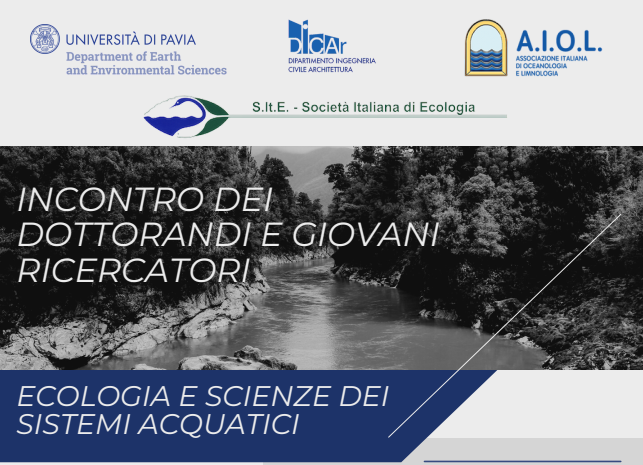 UNIVERSITÀ DI PAVIA
Department of Earth
and Environmental Sciences
DICAr
DIPARTIMENTO INGEGNERIA
CIVILE ARCHITETTURA
A.I.O.L.
ASSOCIAZIONE ITALIANA
DI OCEANOLOGIA
E LIMNOLOGIA
S.It.E. - Società Italiana di Ecologia
INCONTRO DEI
DOTTORANDI E GIOVANI
RICERCATORI
ECOLOGIA E SCIENZE DEI
SISTEMI ACQUATICI